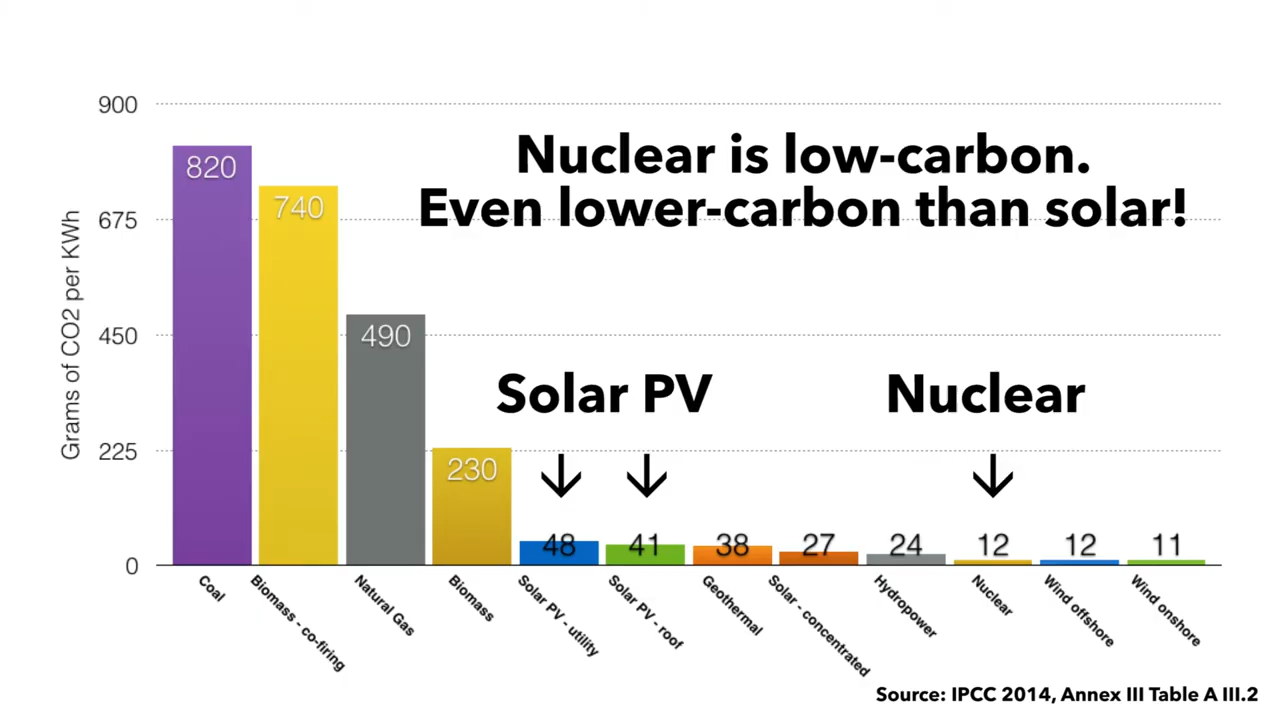 Nuclear is low-carbon.
Even lower-carbon than solar!
Grams of CO2 per KWh
900
675
450
225
0
820
740
490
230
48
41
38
27
24
12
12
11
Solar PV
Nuclear
Coal
Biomass - co-firing
Natural Gas
Biomass
Solar PV - utility
Solar PV - roof
Geothermal
Solar - concentrated
Hydropower
Nuclear
Wind offshore
Wind onshore
Source: IPCC 2014, Annex III Table A III.2